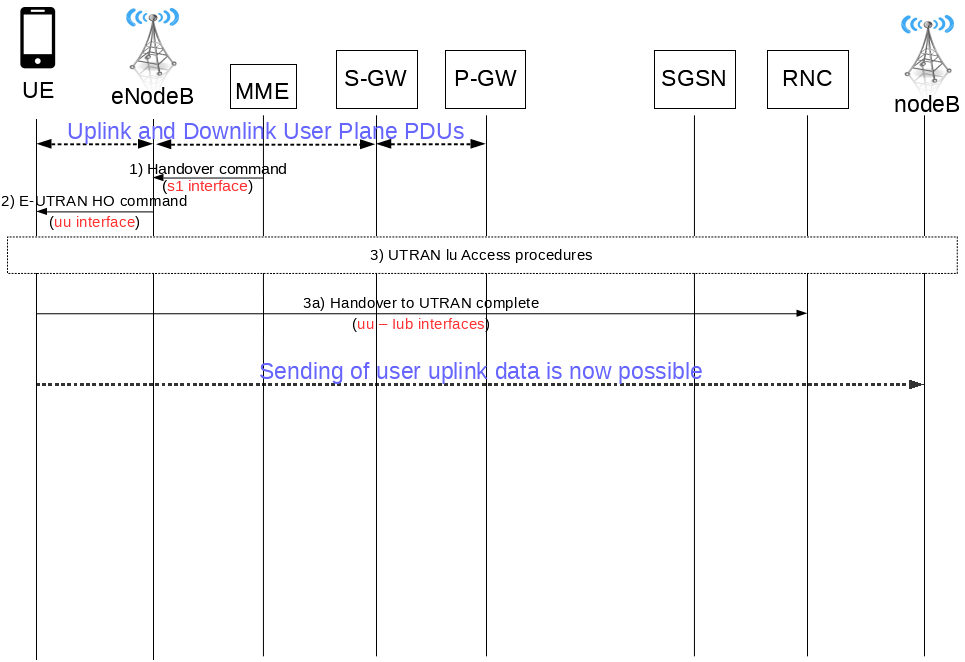 UE
eNodeB
MME
S-GW
P-GW
SGSN
RNC
nodeB
Uplink and Downlink User Plane PDUs
1) Handover command
(s1 interface)
2) E-UTRAN HO command
(uu interface)
3) UTRAN lu Access procedures
3a) Handover to UTRAN complete
(uu – Iub interfaces)
Sending of user uplink data is now possible